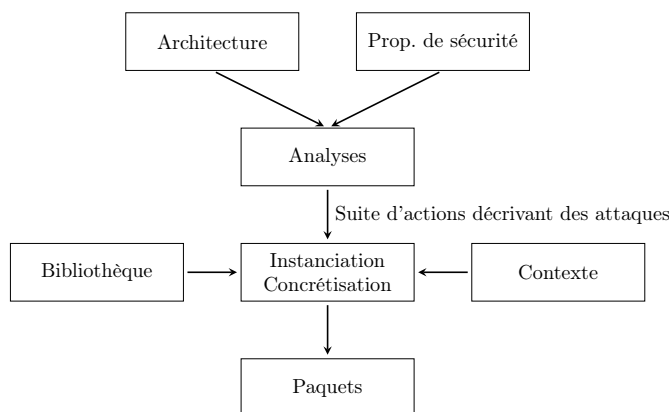 Architecture
Prop. de sécurité
Analyses
Suite d'actions décrivant des attaques
Bibliothèque
Instanciation
Concrétisation
Contexte
Paquets